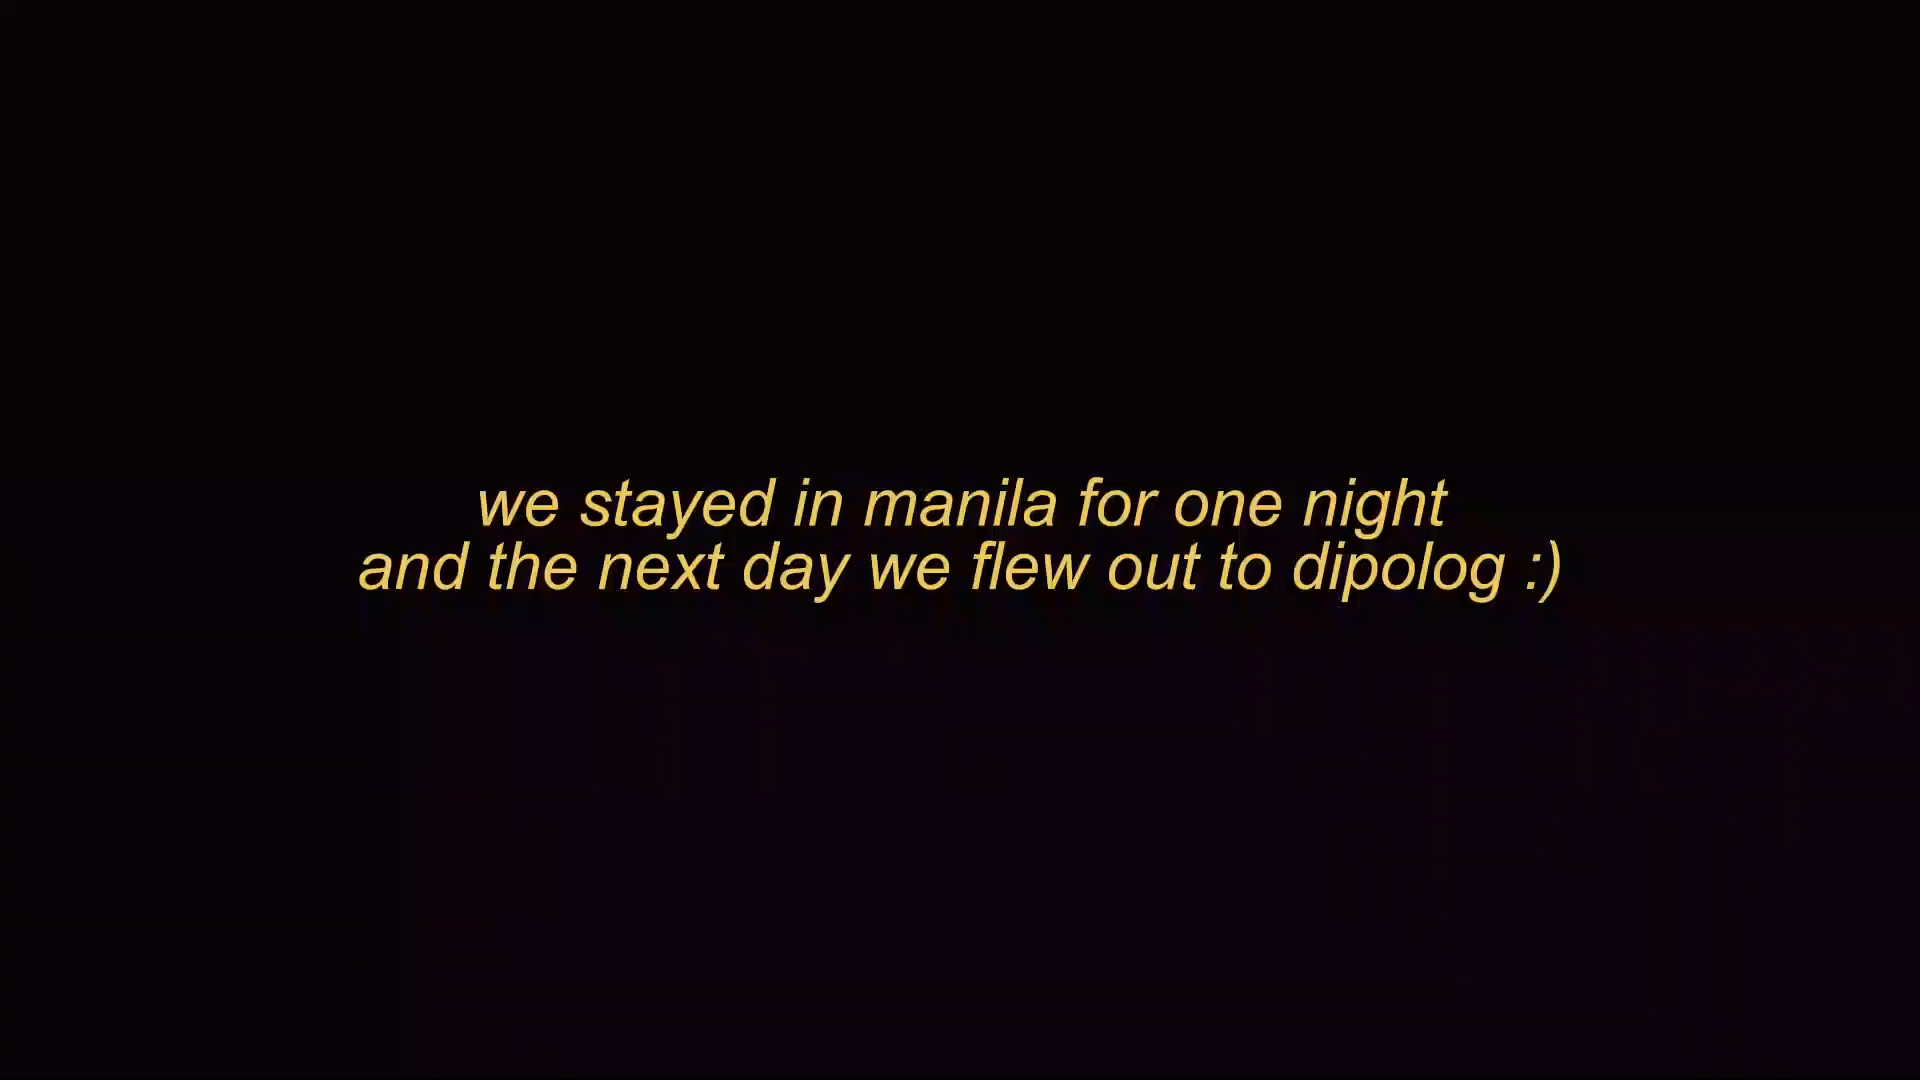 we stayed in manila for one night
and the next day we flew out to dipolog :)